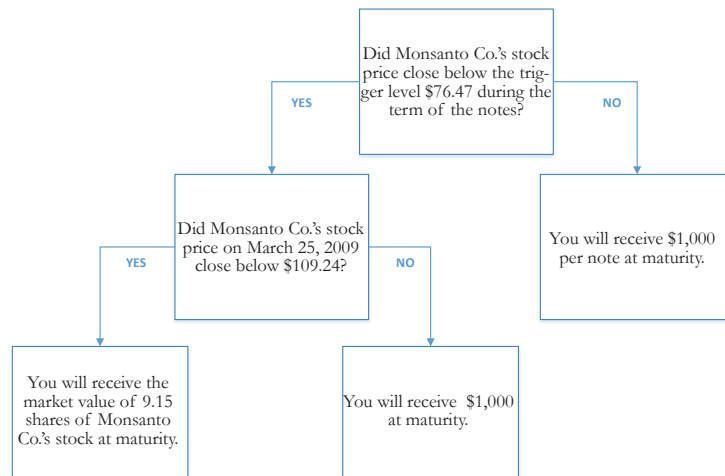 Did Monsanto Co.'s stock
price close below the trig-
ger level $76.47 during the
term of the notes?
YES
NO
Did Monsanto Co.'s stock
price on March 25, 2009
close below $109.24?
You will receive $1,000
per note at maturity.
YES
NO
You will receive the
market value of 9.15
shares of Monsanto
Co.'s stock at maturity.
You will receive $1,000
at maturity.